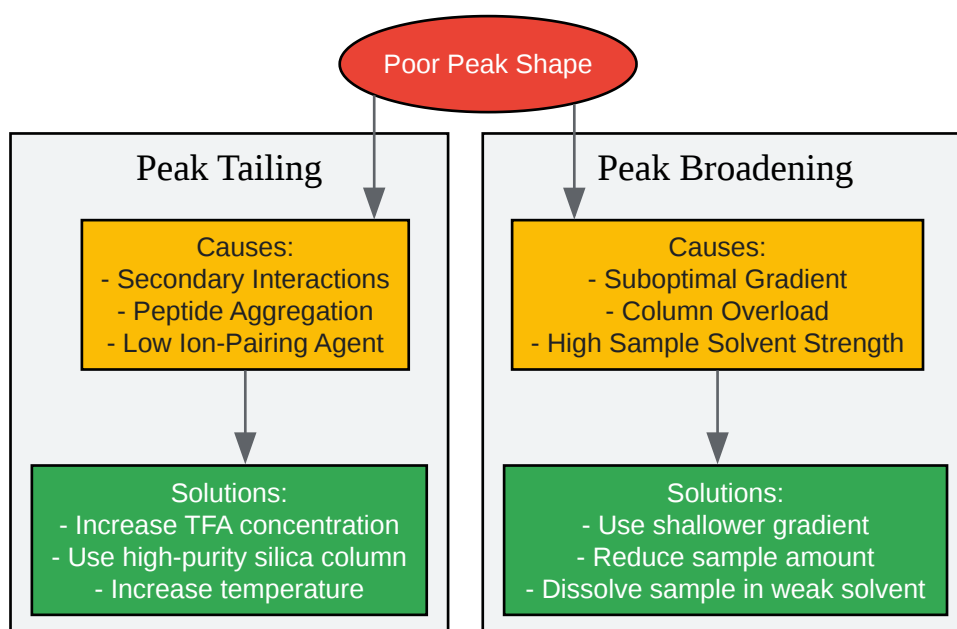 Poor Peak Shape
Peak Tailing
Causes:
- Secondary Interactions
- Peptide Aggregation
- Low Ion-Pairing Agent
Solutions:
- Increase TFA concentration
- Use high-purity silica column
- Increase temperature
Peak Broadening
Causes:
- Suboptimal Gradient
- Column Overload
- High Sample Solvent Strength
Solutions:
- Use shallower gradient
- Reduce sample amount
- Dissolve sample in weak solvent